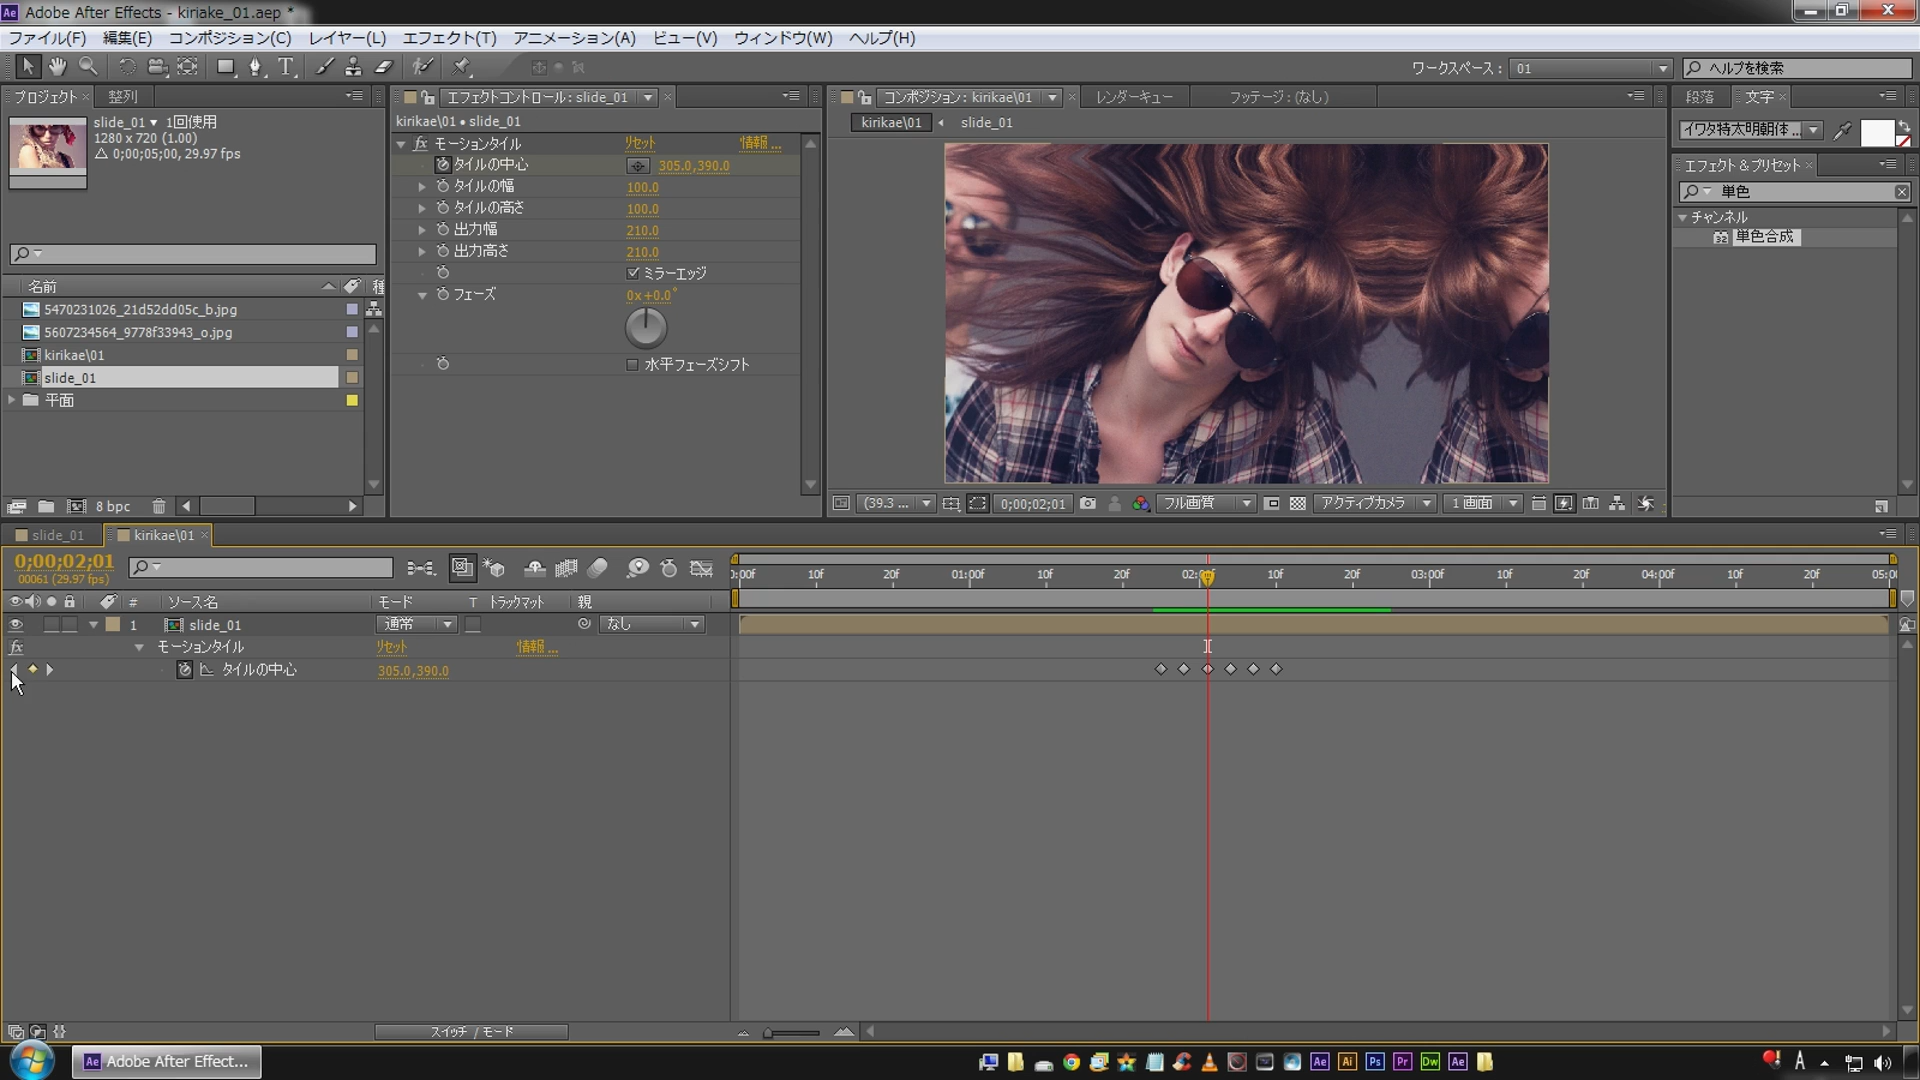 Ae Adobe After Effects - kiriake_01.aep *
ファイル(F) 編集(E) コンポジション(C) レイヤー(L) エフェクト(T) アニメーション(A) ビュー(V) ウィンドウ(W) ヘルプ(H)
ワークスペース: 01 ヘルプを検索
プロジェクト × 整列
slide_01 1回使用
1280 x 720 (1.00)
Δ 0;00;05;00, 29.97 fps
名前
種
5470231026_21d52dd05c_b.jpg
5607234564_9778f33943_o.jpg
kirikae\01
slide_01
平面
8 bpc
エフェクトコントロール: slide_01 ×
kirikae\01 • slide_01
fx モーションタイル リセット 情報...
タイルの中心 305.0,390.0
タイルの幅 100.0
タイルの高さ 100.0
出力幅 210.0
出力高さ 210.0
ミラーエッジ
フェーズ 0x+0.0°
水平フェーズシフト
コンポジション: kirikae\01 × レンダーキュー フッテージ: (なし)
kirikae\01 slide_01
(39.3 ... 0;00;02;01 フル画質 アクティブカメラ 1 画面
段落 文字 ×
イワタ特太明朝体...
エフェクト＆プリセット ×
単色
チャンネル
32 単色合成
slide_01 kirikae\01 ×
0;00;02;01
00061 (29.97 fps)
# ソース名 モード T トラックマット 親
):00f 10f 20f 01:00f 10f 20f 02:0 f 10f 20f 03:00f 10f 20f 04:00f 10f 20f 05:0
1 slide_01 通常 なし
fx モーションタイル リセット 情報...
タイルの中心 305.0,390.0
スイッチ / モード
Ae Adobe After Effect...
Ae Ai Ps Pr Dw Ae
A